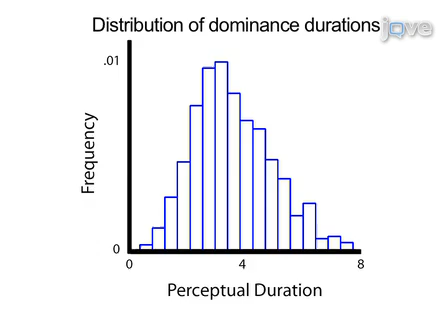 Distribution of dominance durations
jove
.01
Frequency
0
0 4 8
Perceptual Duration